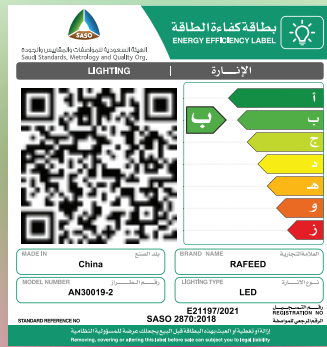 SASO
الهيئة السعودية للمواصفات والمقاييس والجودة
Saudi Standards, Metrology and Quality Org.
بطاقة كفاءة الطاقة
ENERGY EFFICIENCY LABEL
LIGHTING | الإنــارة
أ
ب
ب
ج
د
هـ
و
ز
MADE IN بلد الصنع
China
BRAND NAME العلامة التجارية
RAFEED
MODEL NUMBER رقم الطراز
AN30019-2
LIGHTING TYPE نوع الإنارة
LED
E21197/2021 رقم التسجيل
REGISTRATION NO
STANDARD REFERENCE NO SASO 2870:2018 الرقم المرجعي للمواصفة
إزالة أو تغطية أو العبث بهذه البطاقة قبل البيع يجعلك عرضة للمسؤولية النظامية
Removing, covering or altering this label before sale can subject you to legal liability